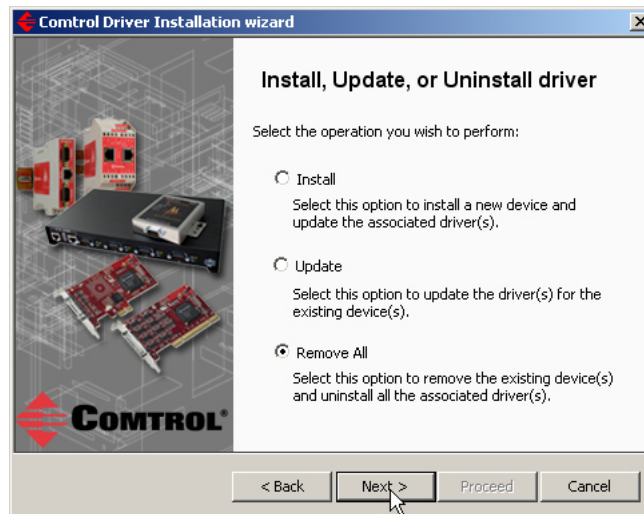 Comtrol Driver Installation wizard
Install, Update, or Uninstall driver
Select the operation you wish to perform:
Install
Select this option to install a new device and
update the associated driver(s).
Update
Select this option to update the driver(s) for the
existing device(s).
Remove All
Select this option to remove the existing device(s)
and uninstall all the associated driver(s).
COMTROL®
< Back
Next >
Proceed
Cancel